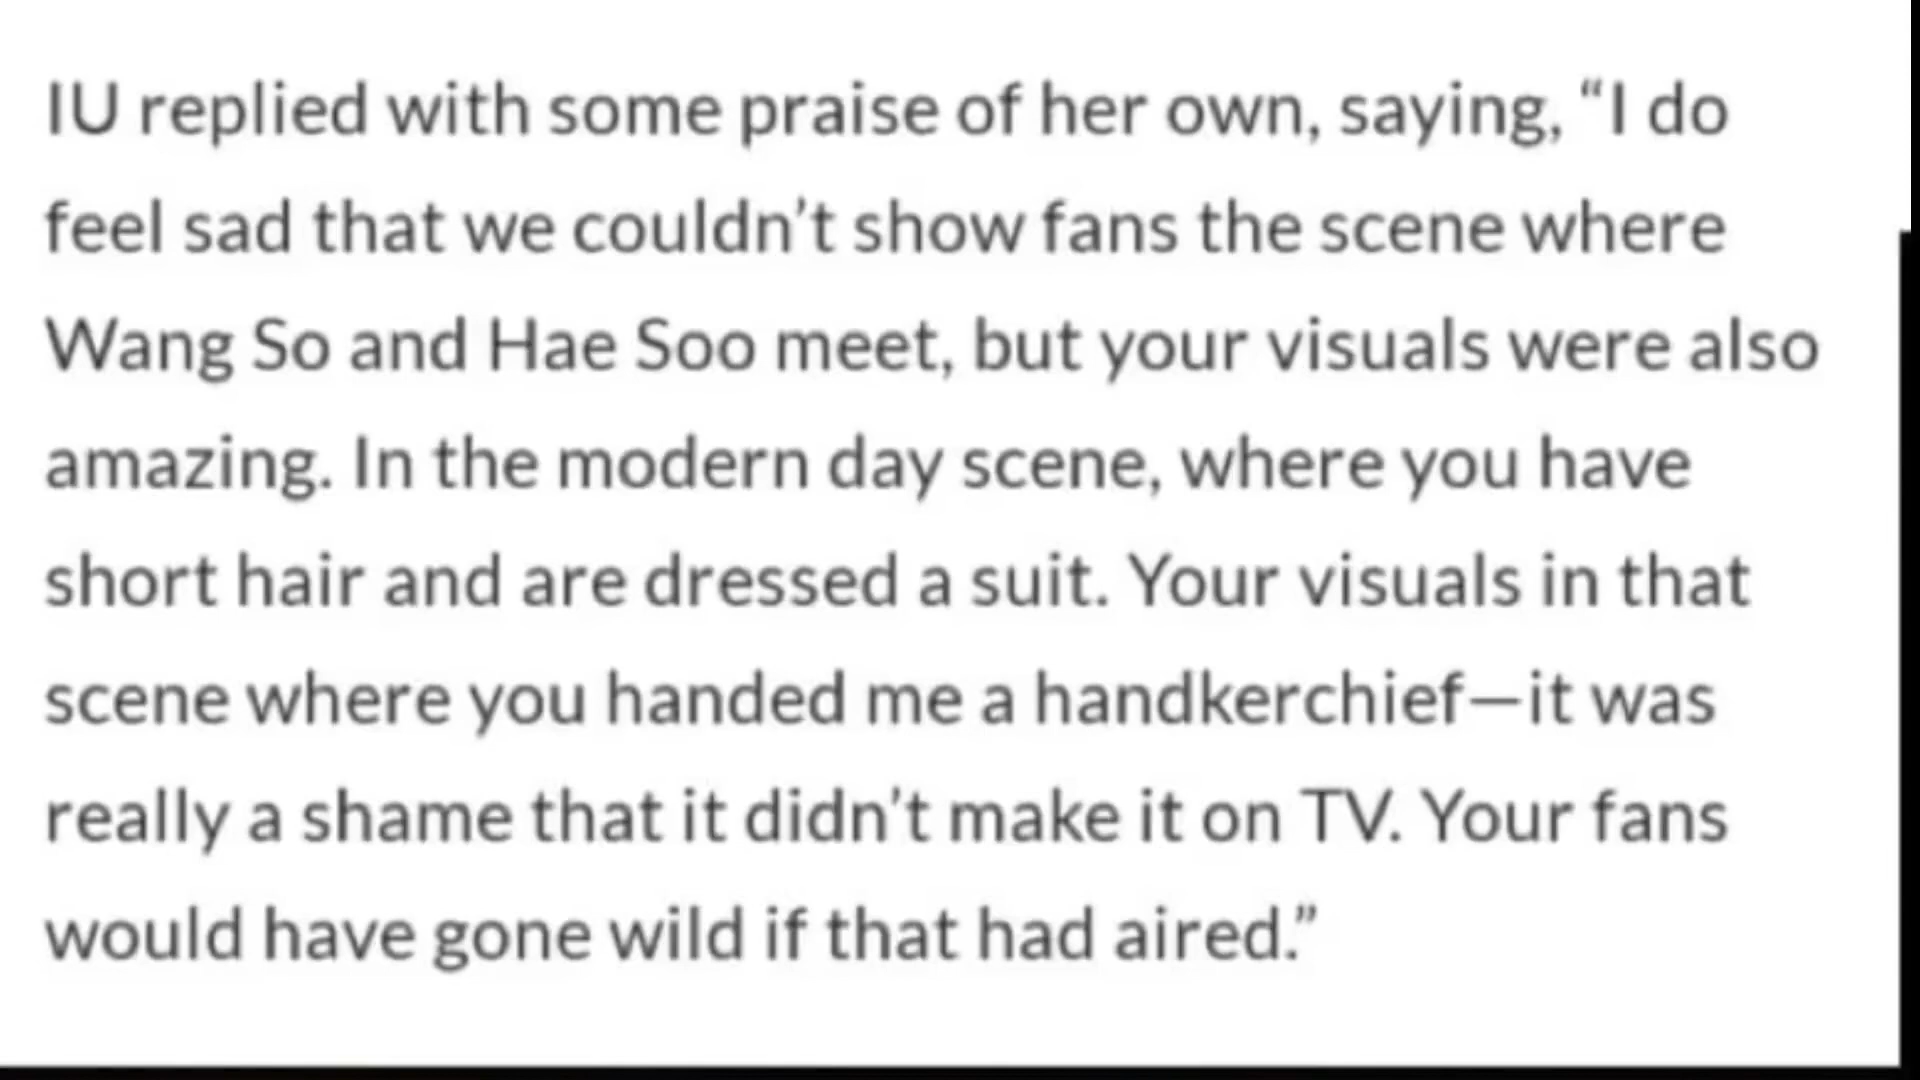 IU replied with some praise of her own, saying, “I do
feel sad that we couldn’t show fans the scene where
Wang So and Hae Soo meet, but your visuals were also
amazing. In the modern day scene, where you have
short hair and are dressed a suit. Your visuals in that
scene where you handed me a handkerchief—it was
really a shame that it didn’t make it on TV. Your fans
would have gone wild if that had aired.”